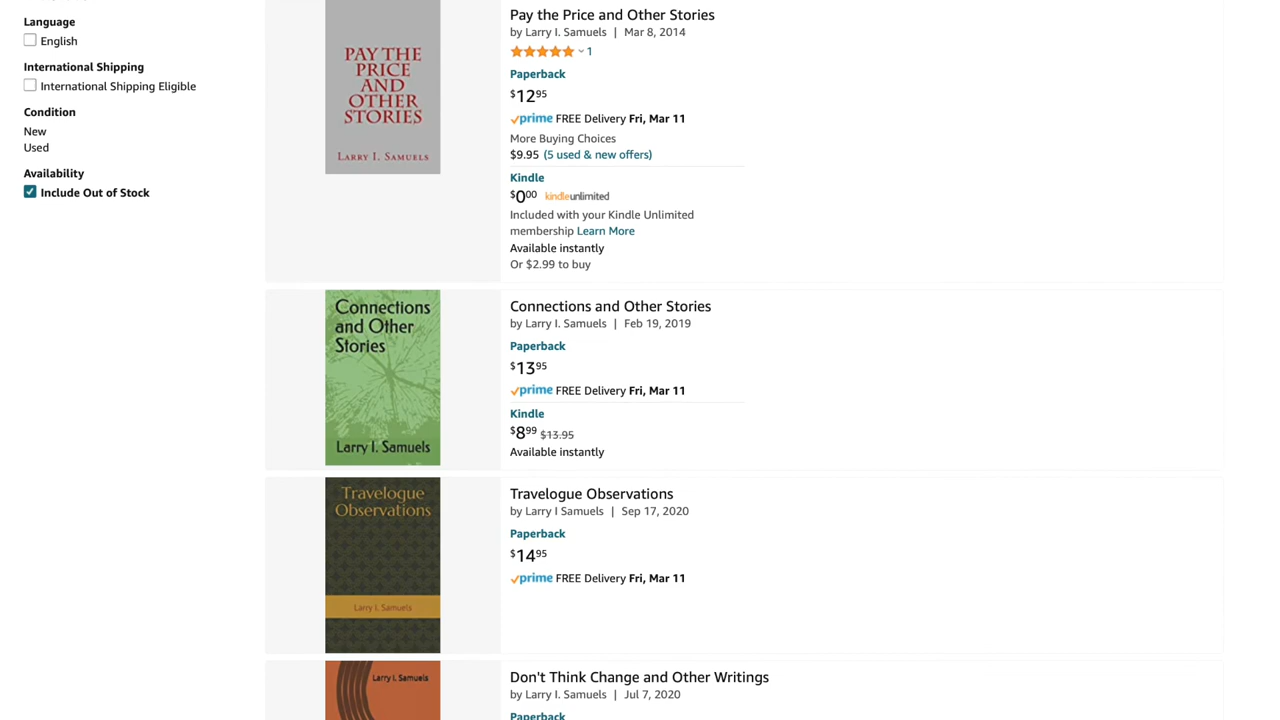 Language
English
International Shipping
International Shipping Eligible
Condition
New
Used
Availability
Include Out of Stock
PAY THE
PRICE
AND
OTHER
STORIES
LARRY I. SAMUELS
Pay the Price and Other Stories
by Larry I. Samuels | Mar 8, 2014
1
Paperback
$12.95
prime FREE Delivery Fri, Mar 11
More Buying Choices
$9.95 (5 used & new offers)
Kindle
$0.00 kindleunlimited
Included with your Kindle Unlimited
membership Learn More
Available instantly
Or $2.99 to buy
Connections
and Other
Stories
Larry I. Samuels
Connections and Other Stories
by Larry I. Samuels | Feb 19, 2019
Paperback
$13.95
prime FREE Delivery Fri, Mar 11
Kindle
$8.99 $13.95
Available instantly
Travelogue
Observations
Larry I. Samuels
Travelogue Observations
by Larry I Samuels | Sep 17, 2020
Paperback
$14.95
prime FREE Delivery Fri, Mar 11
Larry I. Samuels
Don't Think Change and Other Writings
by Larry I. Samuels | Jul 7, 2020
Paperback